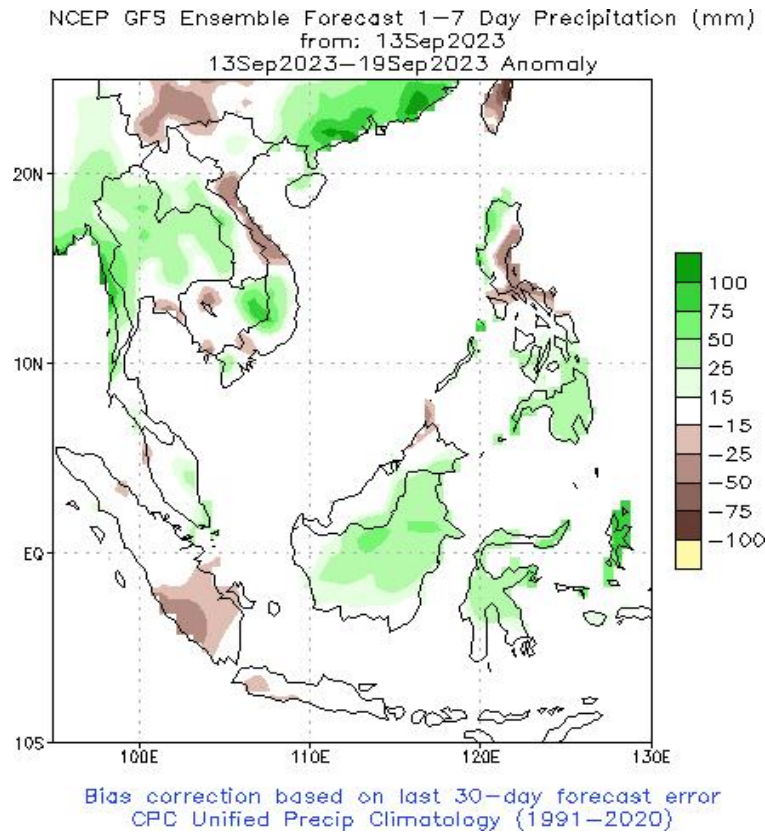 NCEP GFS Ensemble Forecast 1-7 Day Precipitation (mm)
from: 13Sep2023
13Sep2023-19Sep2023 Anomaly
20N
10N
EQ
10S
100E
110E
120E
130E
100
75
50
25
15
-15
-25
-50
-75
-100
Bias correction based on last 30-day forecast error
CPC Unified Precip Climatology (1991-2020)